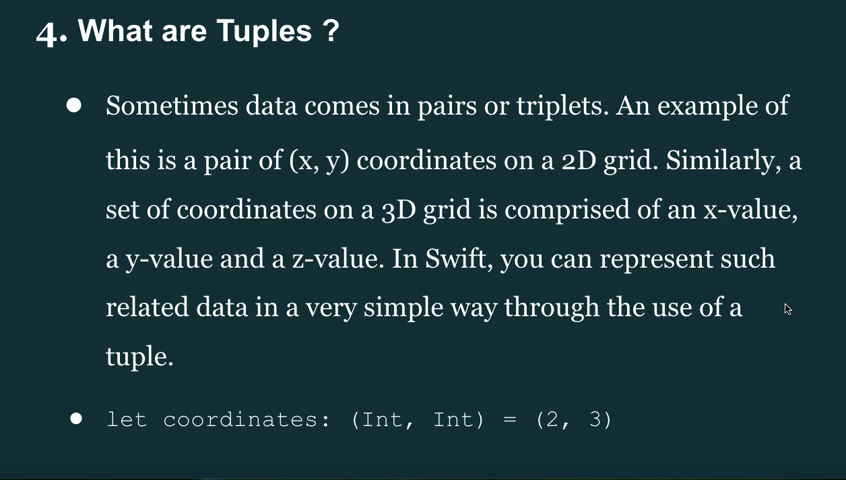 4. What are Tuples ?
● Sometimes data comes in pairs or triplets. An example of
this is a pair of (x, y) coordinates on a 2D grid. Similarly, a
set of coordinates on a 3D grid is comprised of an x-value,
a y-value and a z-value. In Swift, you can represent such
related data in a very simple way through the use of a
tuple.
● let coordinates: (Int, Int) = (2, 3)